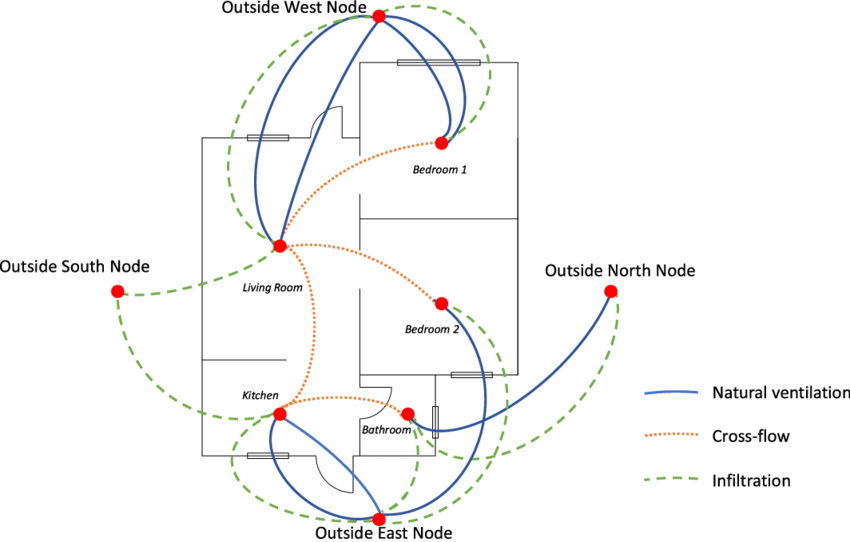 Outside West Node
Bedroom 1
Outside South Node
Outside North Node
Living Room
Bedroom 2
Natural ventilation
Kitchen
Bathroom
Cross-flow
Infiltration
Outside East Node